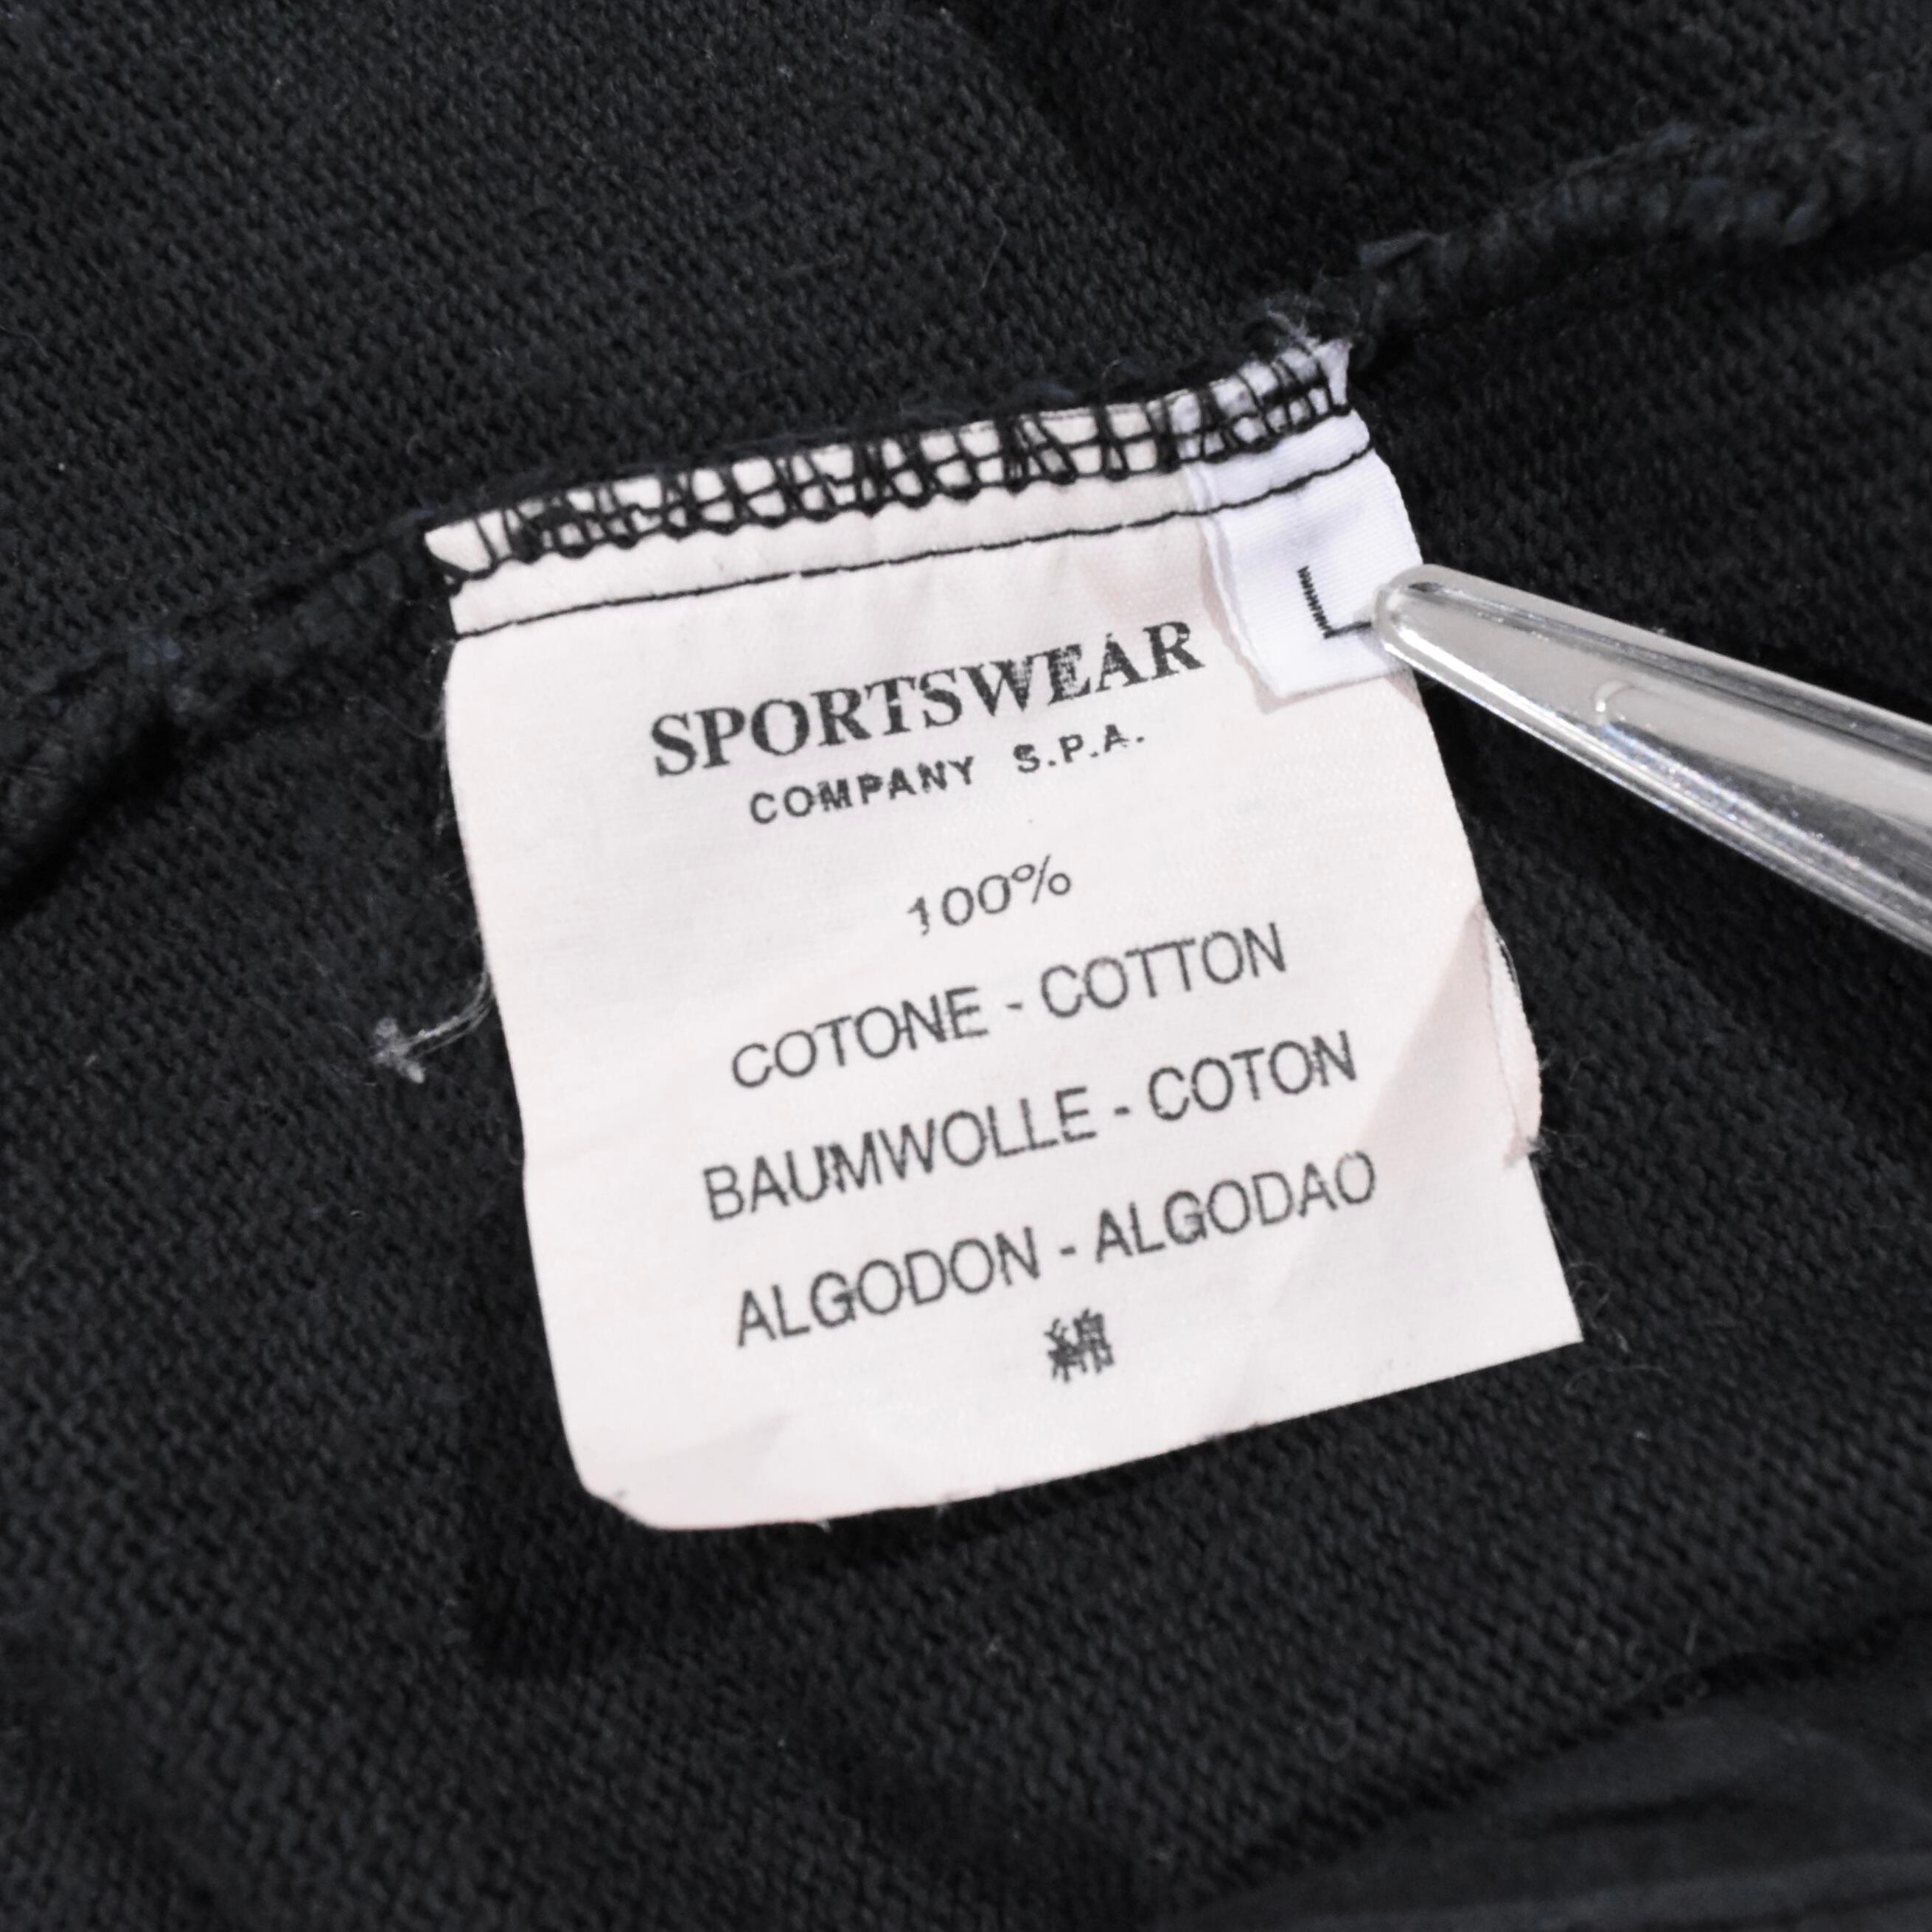 L
SPORTSWEAR
COMPANY S.P.A.
100%
COTONE - COTTON
BAUMWOLLE - COTON
ALGODON - ALGODAO
綿